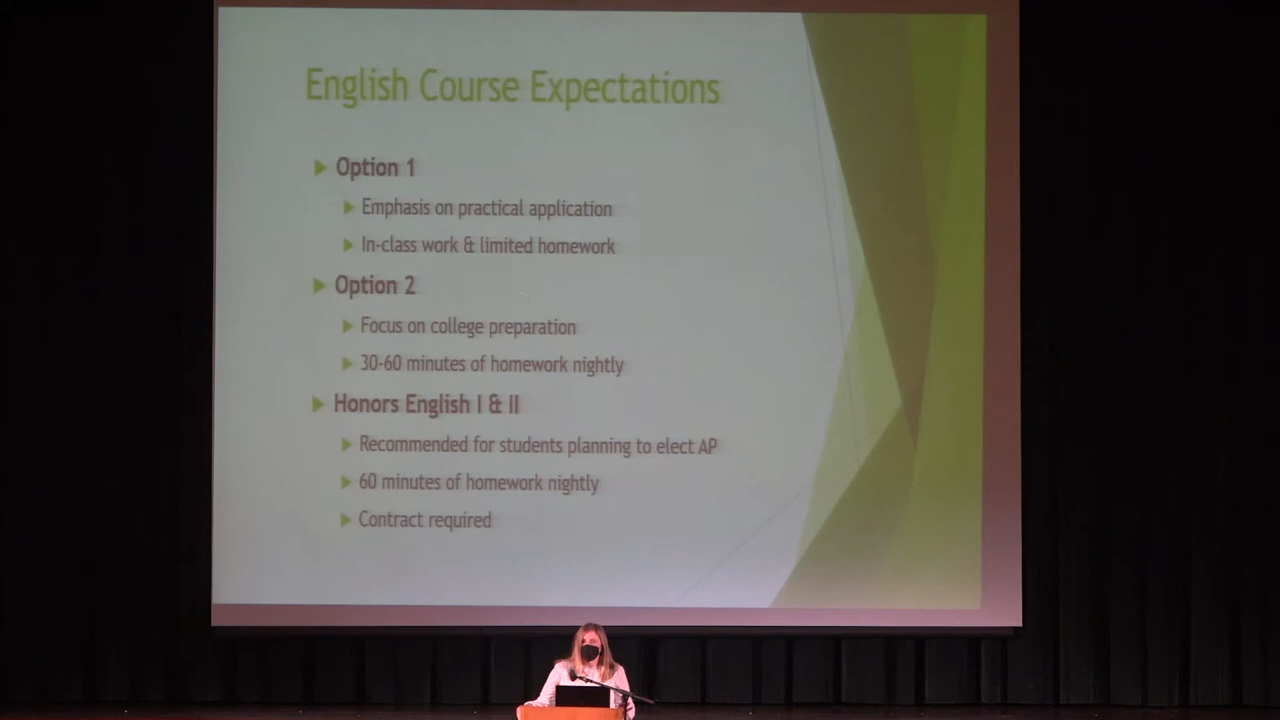 English Course Expectations
Option 1
Emphasis on practical application
In-class work & limited homework
Option 2
Focus on college preparation
30-60 minutes of homework nightly
Honors English I & II
Recommended for students planning to elect AP
60 minutes of homework nightly
Contract required